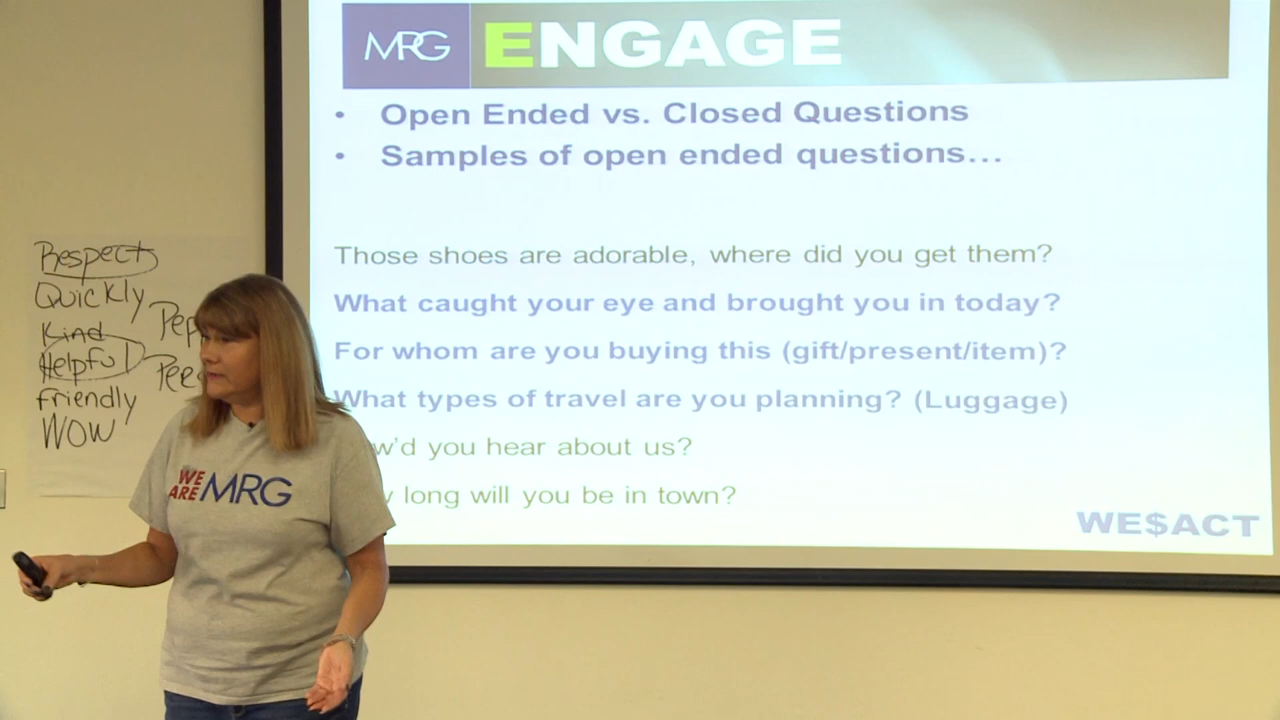 MRG ENGAGE
• Open Ended vs. Closed Questions
• Samples of open ended questions...
Those shoes are adorable, where did you get them?
What caught your eye and brought you in today?
For whom are you buying this (gift/present/item)?
What types of travel are you planning? (Luggage)
w'd you hear about us?
long will you be in town?
WE$ACT
Respect
Quickly
Kind
Helpful
friendly
WOW
Pep
WE
ARE MRG